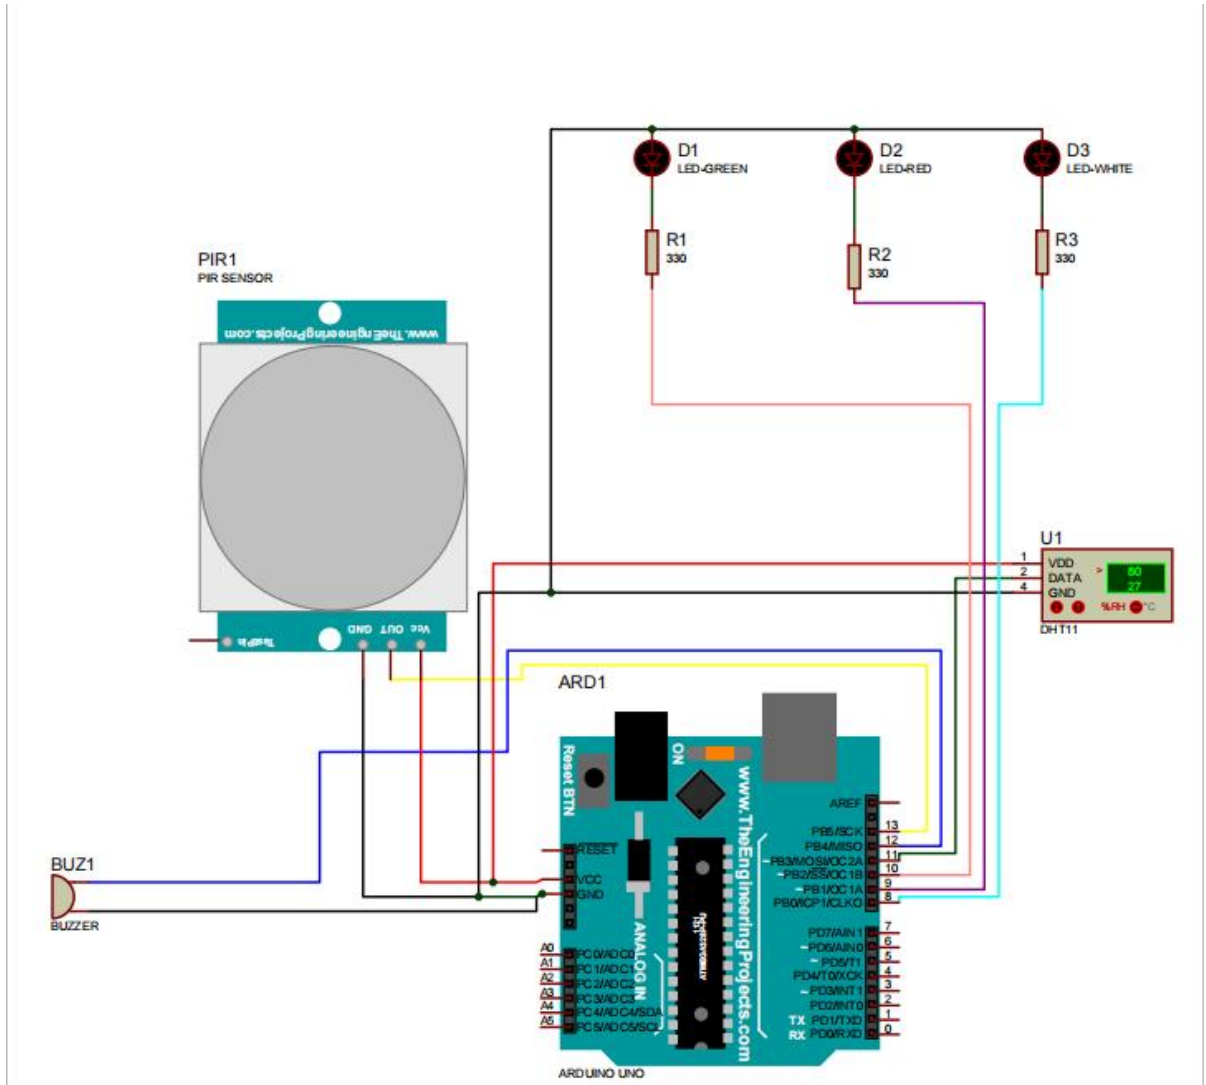 D1
LED-GREEN
D2
LED-RED
D3
LED-WHITE
R1
330
R2
330
R3
330
PIR1
PIR SENSOR
www.TheEngineeringProjects.com
TestPin
GND
OUT
Vcc
U1
1
VDD
2
DATA
4
GND
>
80
27
%RH
°C
DHT11
ARD1
Reset BTN
ON
www.TheEngineeringProjects.com
AREF
PB5/SCK
13
PB4/MISO
12
~PB3/MOSI/OC2A
11
~PB2/SS/OC1B
10
~PB1/OC1A
9
PB0/ICP1/CLKO
8
RESET
VCC
GND
ANALOG IN
A0
PC0/ADC0
A1
PC1/ADC1
A2
PC2/ADC2
A3
PC3/ADC3
A4
PC4/ADC4/SDA
A5
PC5/ADC5/SCL
PD7/AIN1
7
~PD6/AIN0
6
~PD5/T1
5
PD4/T0/XCK
4
~PD3/INT1
3
PD2/INT0
2
TX PD1/TXD
1
RX PD0/RXD
0
ARDUINO UNO
BUZ1
BUZZER